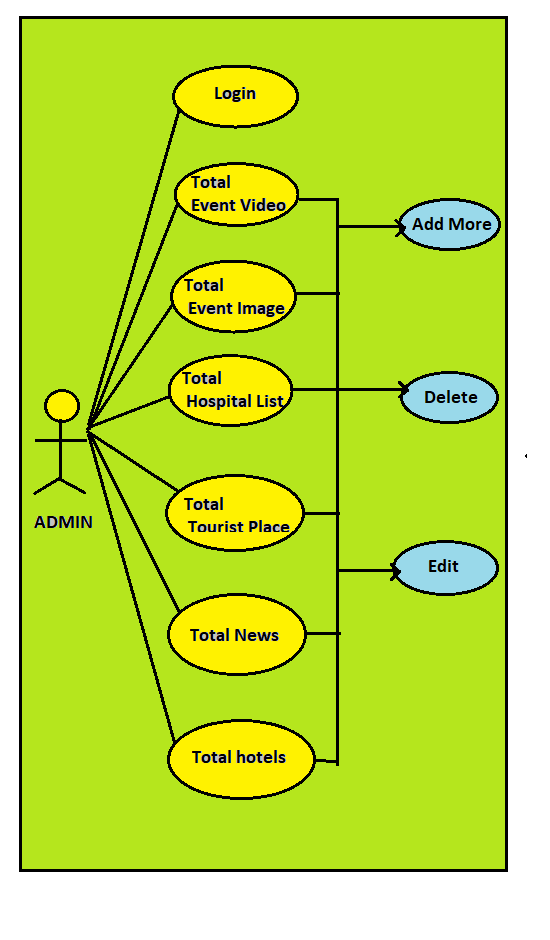 Login
Total
Event Video
Add More
Total
Event Image
Total
Hospital List
Delete
Total
Tourist Place
ADMIN
Edit
Total News
Total hotels